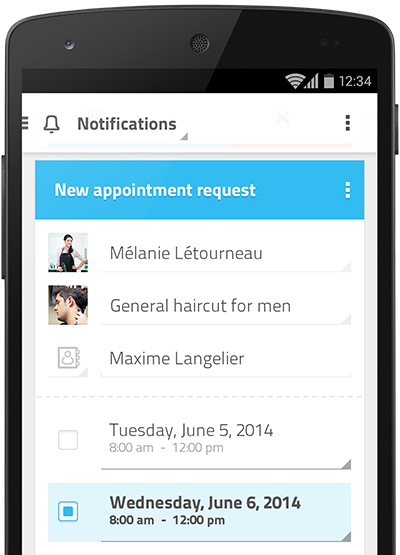 12:34
Notifications
New appointment request
Mélanie Létourneau
General haircut for men
Maxime Langelier
Tuesday, June 5, 2014
8:00 am - 12:00 pm
Wednesday, June 6, 2014
8:00 am - 12:00 pm